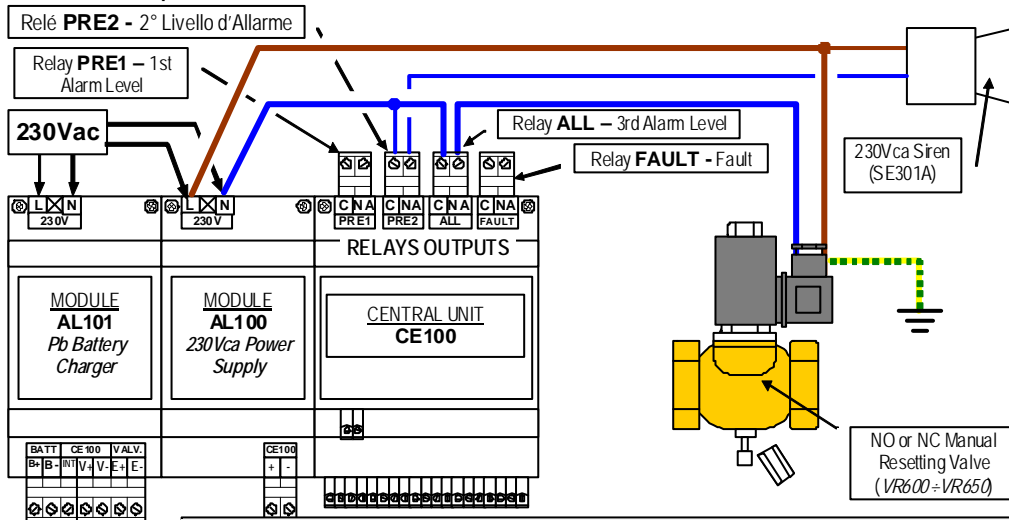 Relé PRE2 - 2° Livello d'Allarme
Relay PRE1 – 1st
Alarm Level
230Vac
Relay ALL – 3rd Alarm Level
Relay FAULT - Fault
230Vca Siren
(SE301A)
L N
230V
L N
230V
C NA
PRE1
C NA
PRE2
C NA
ALL
C NA
FAULT
RELAYS OUTPUTS
MODULE
AL101
Pb Battery
Charger
MODULE
AL100
230Vca Power
Supply
CENTRAL UNIT
CE100
NO or NC Manual
Resetting Valve
(VR600÷VR650)
BATT CE100 VALV.
B+ B- INT V+ V- E+ E-
CE100
+ -